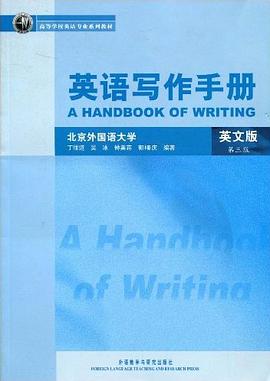 高等学校英语专业系列教材
英语写作手册
A HANDBOOK OF WRITING
北京外国语大学
英文版
丁往道 吴冰 钟美荪 郭棲庆 编著
第三版
A Handbook
of Writing
外语教学与研究出版社
FOREIGN LANGUAGE TEACHING AND RESEARCH PRESS